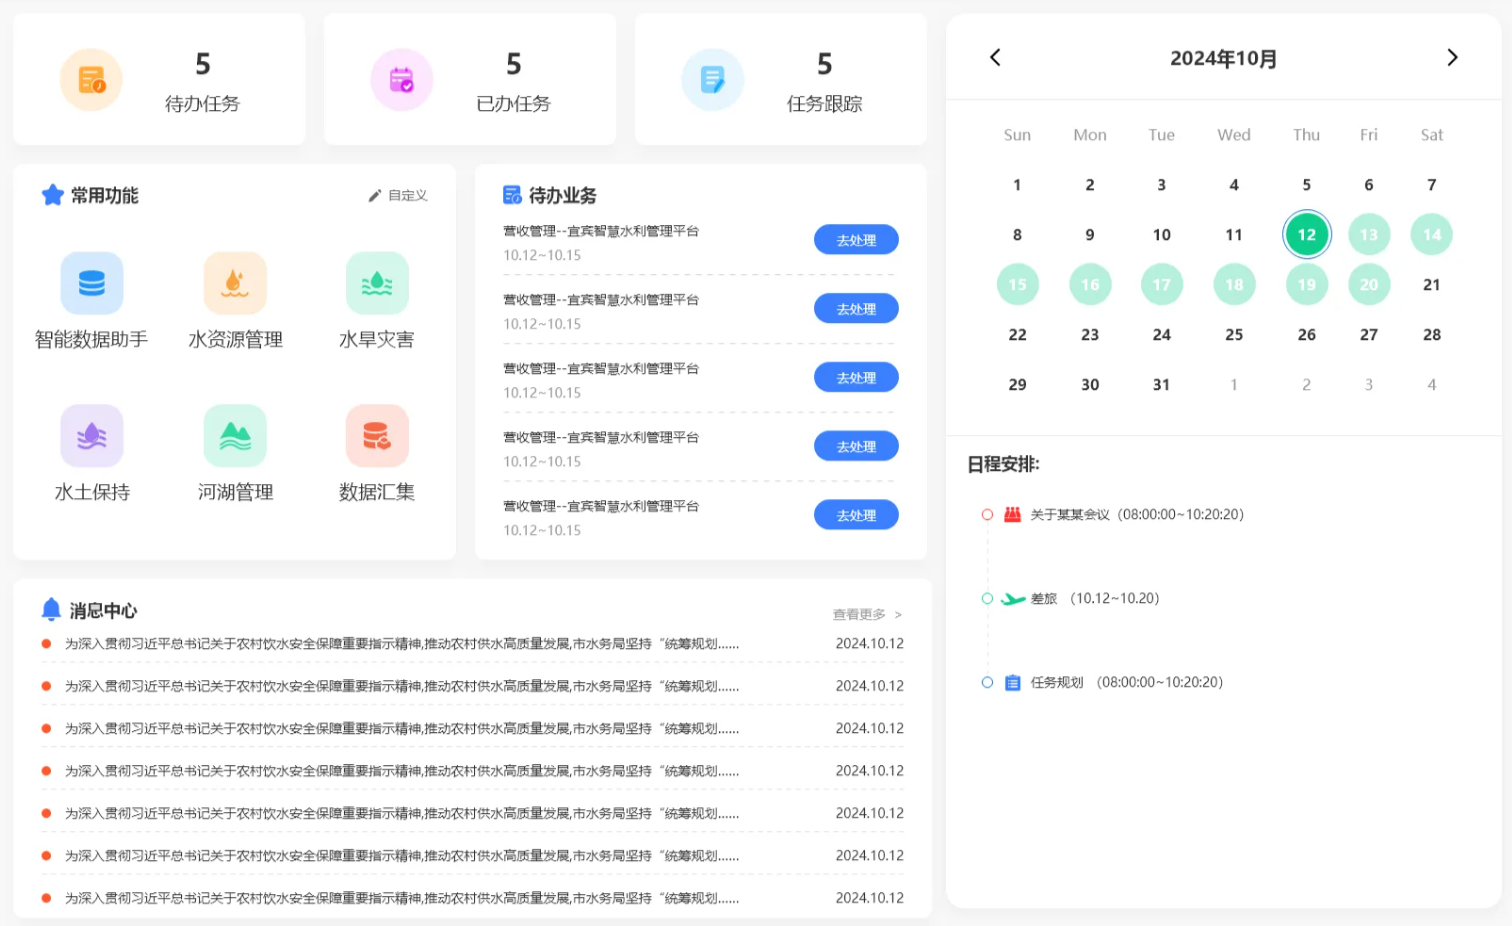 5
待办任务
5
已办任务
5
任务跟踪
常用功能
自定义
智能数据助手
水资源管理
水旱灾害
水土保持
河湖管理
数据汇集
待办业务
营收管理--宜宾智慧水利管理平台
10.12~10.15
去处理
营收管理--宜宾智慧水利管理平台
10.12~10.15
去处理
营收管理--宜宾智慧水利管理平台
10.12~10.15
去处理
营收管理--宜宾智慧水利管理平台
10.12~10.15
去处理
营收管理--宜宾智慧水利管理平台
10.12~10.15
去处理
消息中心
查看更多 >
为深入贯彻习近平总书记关于农村饮水安全保障重要指示精神,推动农村供水高质量发展,市水务局坚持“统筹规划...... 2024.10.12
为深入贯彻习近平总书记关于农村饮水安全保障重要指示精神,推动农村供水高质量发展,市水务局坚持“统筹规划...... 2024.10.12
为深入贯彻习近平总书记关于农村饮水安全保障重要指示精神,推动农村供水高质量发展,市水务局坚持“统筹规划...... 2024.10.12
为深入贯彻习近平总书记关于农村饮水安全保障重要指示精神,推动农村供水高质量发展,市水务局坚持“统筹规划...... 2024.10.12
为深入贯彻习近平总书记关于农村饮水安全保障重要指示精神,推动农村供水高质量发展,市水务局坚持“统筹规划...... 2024.10.12
为深入贯彻习近平总书记关于农村饮水安全保障重要指示精神,推动农村供水高质量发展,市水务局坚持“统筹规划...... 2024.10.12
为深入贯彻习近平总书记关于农村饮水安全保障重要指示精神,推动农村供水高质量发展,市水务局坚持“统筹规划...... 2024.10.12
2024年10月
Sun Mon Tue Wed Thu Fri Sat
1 2 3 4 5 6 7
8 9 10 11 12 13 14
15 16 17 18 19 20 21
22 23 24 25 26 27 28
29 30 31 1 2 3 4
日程安排:
关于某某会议（08:00:00~10:20:20）
差旅 （10.12~10.20）
任务规划 （08:00:00~10:20:20）